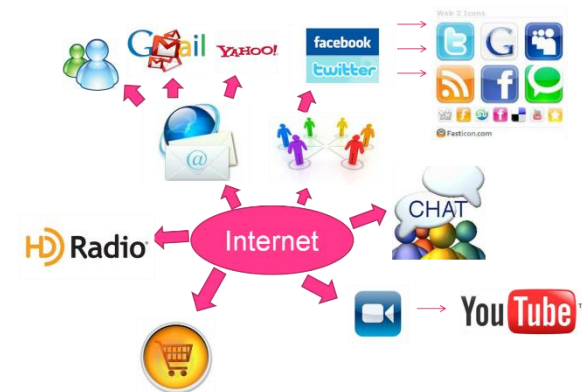 Web 2 Icons
Gmail
YAHOO!
facebook
twitter
Fasticon.com
@
CHAT
Internet
HD Radio
YouTube